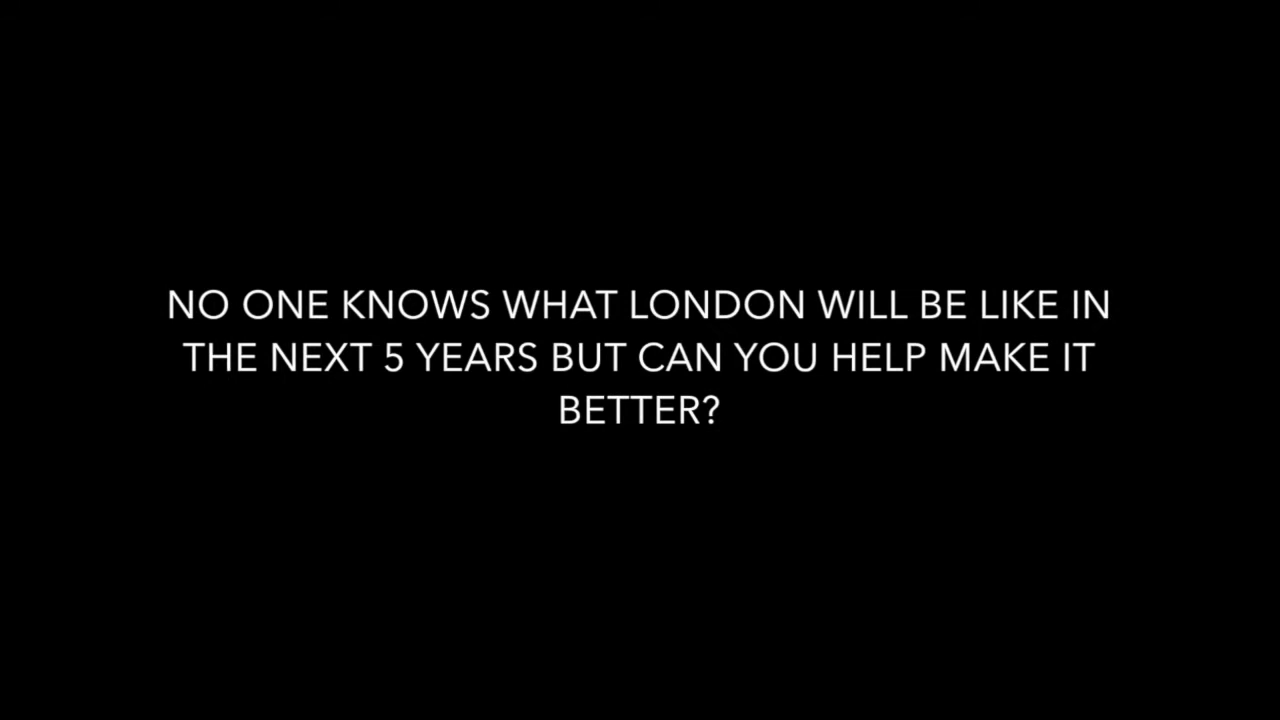 NO ONE KNOWS WHAT LONDON WILL BE LIKE IN
THE NEXT 5 YEARS BUT CAN YOU HELP MAKE IT
BETTER?